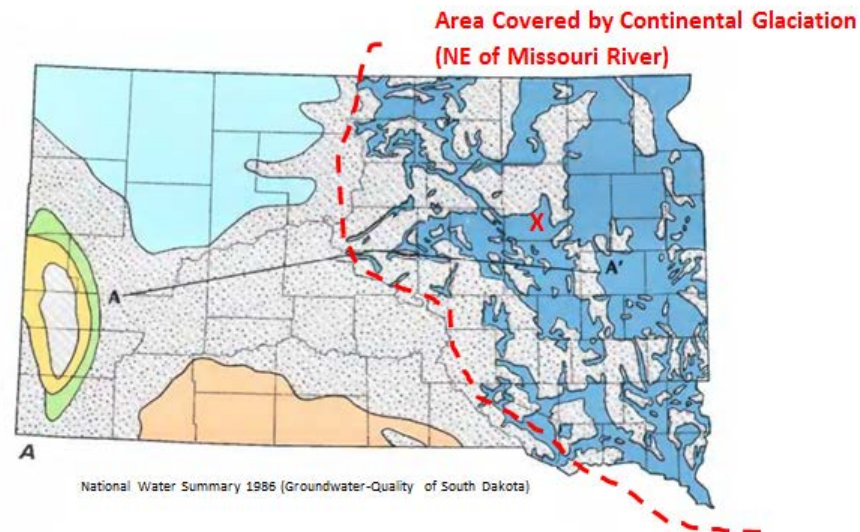 Area Covered by Continental Glaciation
(NE of Missouri River)
X
A
A'
A
National Water Summary 1986 (Groundwater-Quality of South Dakota)